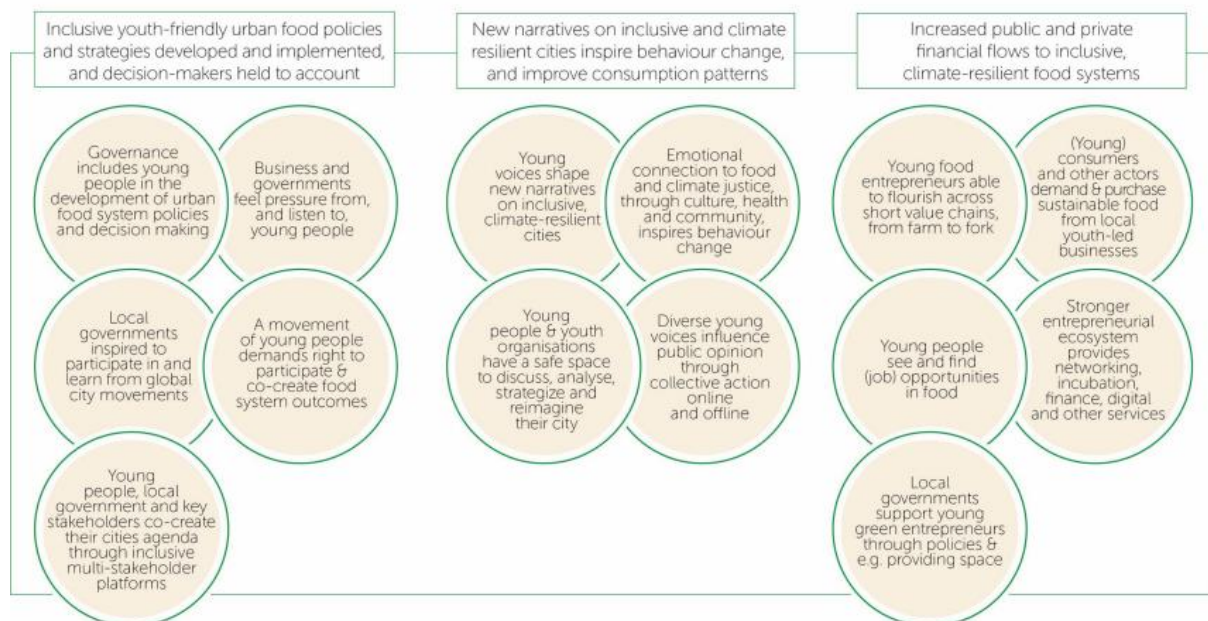 Inclusive youth-friendly urban food policies
and strategies developed and implemented,
and decision-makers held to account
Governance
includes young
people in the
development of urban
food system policies
and decision making
Business and
governments
feel pressure from,
and listen to,
young people
Local
governments
inspired to
participate in and
learn from global
city movements
A movement
of young people
demands right to
participate &
co-create food
system outcomes
Young
people, local
government and key
stakeholders co-create
their cities agenda
through inclusive
multi-stakeholder
platforms
New narratives on inclusive and climate
resilient cities inspire behaviour change,
and improve consumption patterns
Young
voices shape
new narratives
on inclusive,
climate-resilient
cities
Emotional
connection to food
and climate justice,
through culture, health
and community,
inspires behaviour
change
Young
people & youth
organisations
have a safe space
to discuss, analyse,
strategize and
reimagine
their city
Diverse young
voices influence
public opinion
through
collective action
online
and offline
Increased public and private
financial flows to inclusive,
climate-resilient food systems
Young food
entrepreneurs able
to flourish across
short value chains,
from farm to fork
(Young)
consumers
and other actors
demand & purchase
sustainable food
from local
youth-led
businesses
Young people
see and find
(job) opportunities
in food
Stronger
entrepreneurial
ecosystem
provides
networking,
incubation,
finance, digital
and other services
Local
governments
support young
green entrepreneurs
through policies &
e.g. providing space